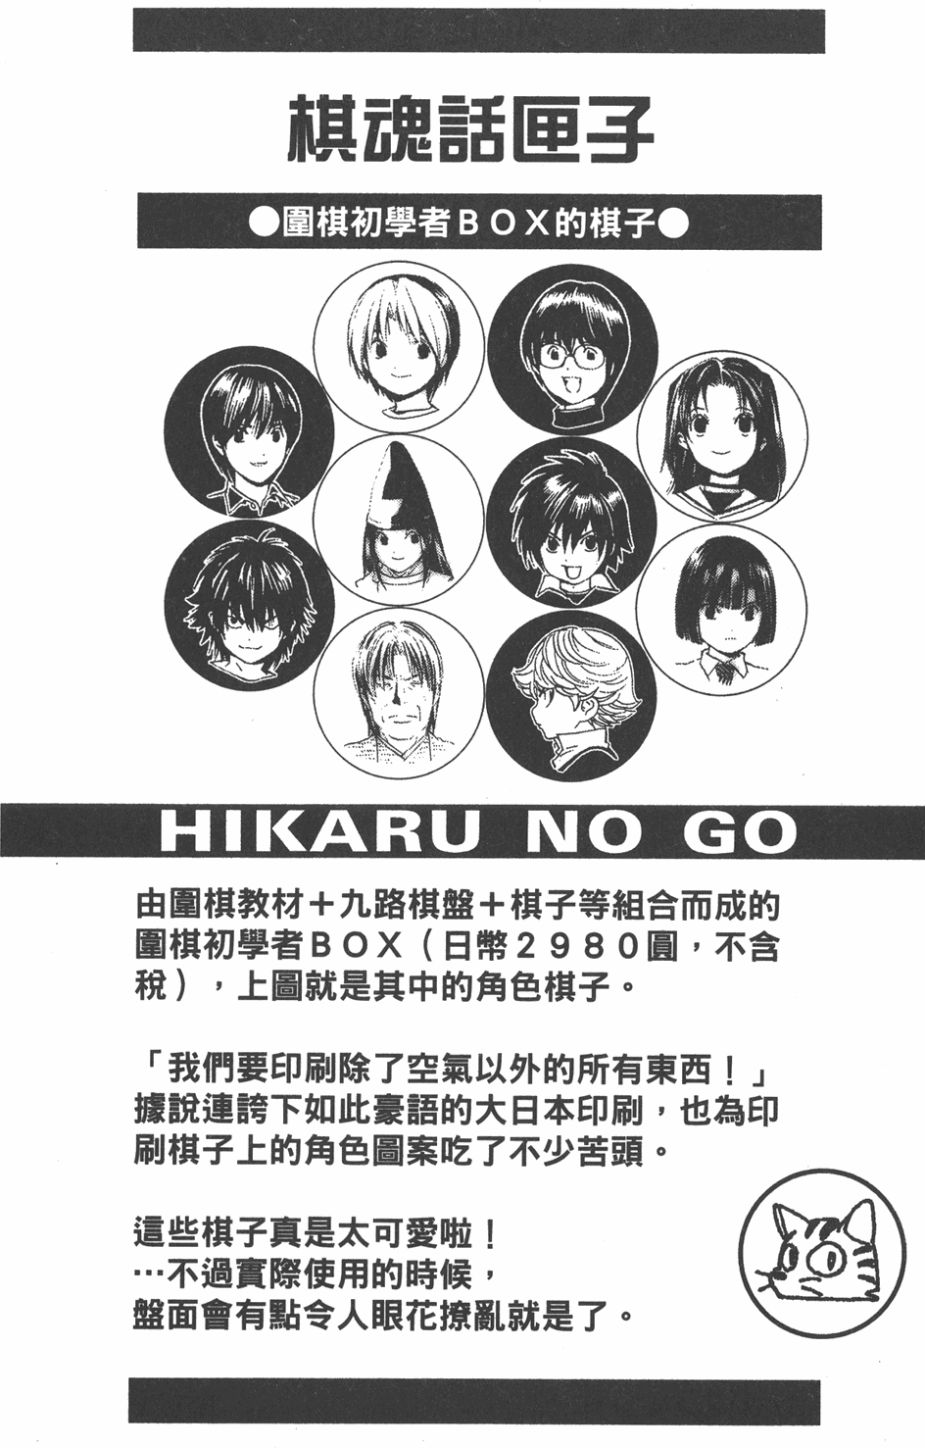 棋魂話匣子
●圍棋初學者BOX的棋子●
HIKARU NO GO
由圍棋教材＋九路棋盤＋棋子等組合而成的
圍棋初學者BOX（日幣2980圓，不含
稅），上圖就是其中的角色棋子。
「我們要印刷除了空氣以外的所有東西！」
據說連誇下如此豪語的大日本印刷，也為印
刷棋子上的角色圖案吃了不少苦頭。
這些棋子真是太可愛啦！
…不過實際使用的時候，
盤面會有點令人眼花撩亂就是了。